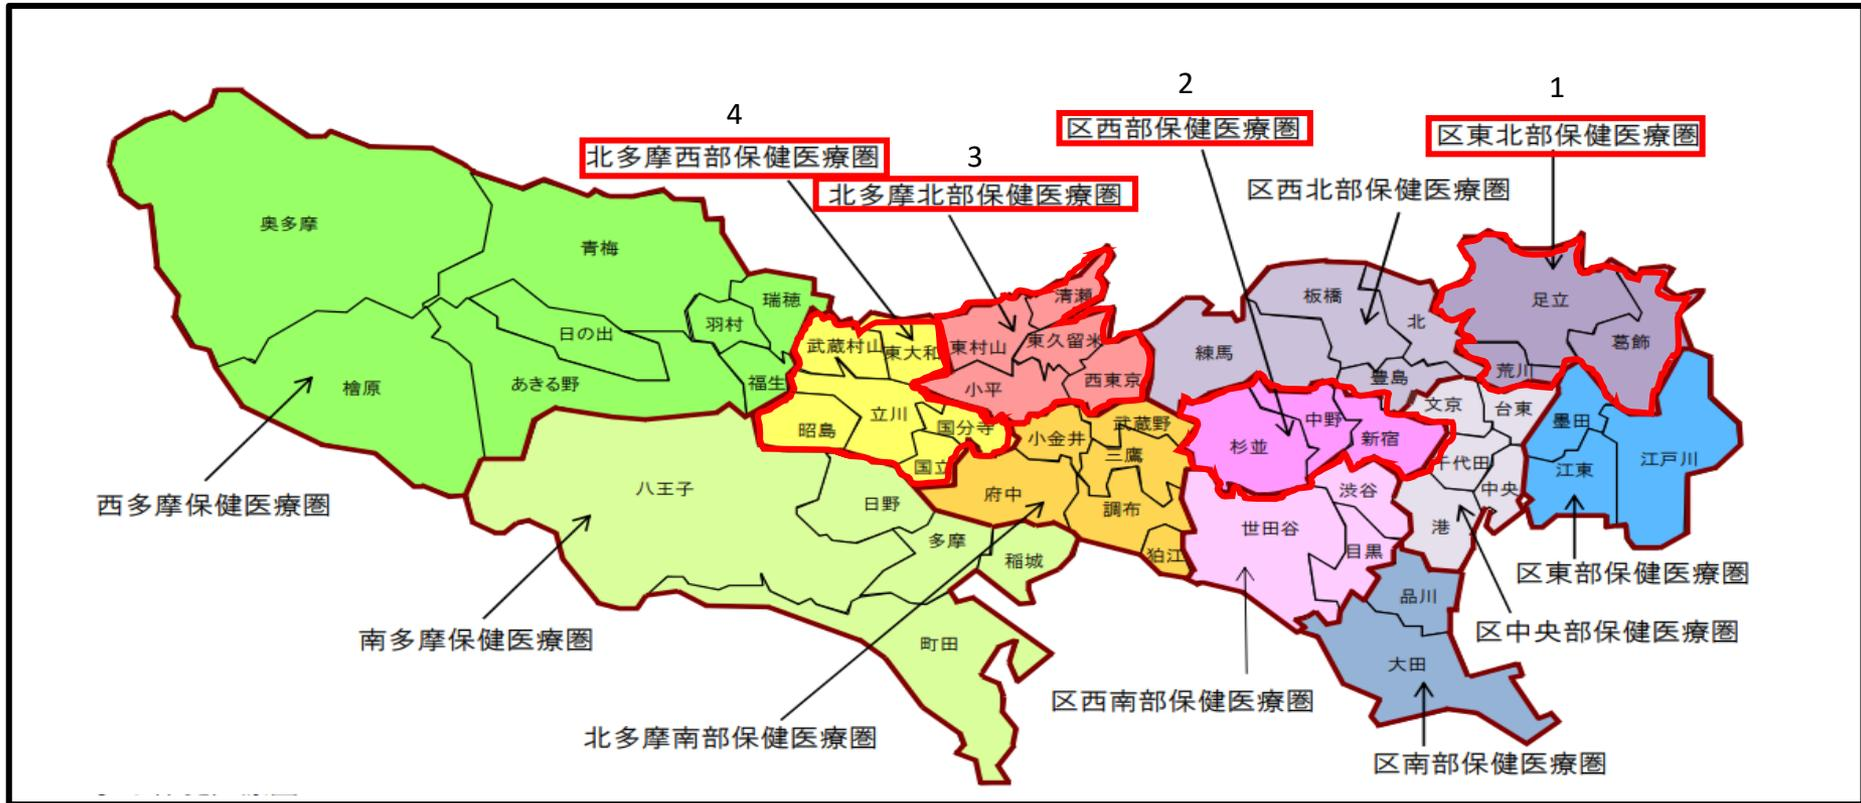 4
北多摩西部保健医療圏
3
北多摩北部保健医療圏
2
区西部保健医療圏
1
区東北部保健医療圏
区西北部保健医療圏
奥多摩
青梅
瑞穂
羽村
日の出
福生
檜原
あきる野
西多摩保健医療圏
武蔵村山
東大和
昭島
立川
国分寺
国立
東村山
清瀬
東久留米
小平
西東京
小金井
武蔵野
三鷹
府中
調布
狛江
八王子
日野
多摩
稲城
町田
南多摩保健医療圏
北多摩南部保健医療圏
練馬
板橋
北
豊島
足立
葛飾
荒川
杉並
中野
新宿
文京
台東
千代田
中央
港
墨田
江東
江戸川
渋谷
世田谷
目黒
品川
大田
区東部保健医療圏
区中央部保健医療圏
区西南部保健医療圏
区南部保健医療圏